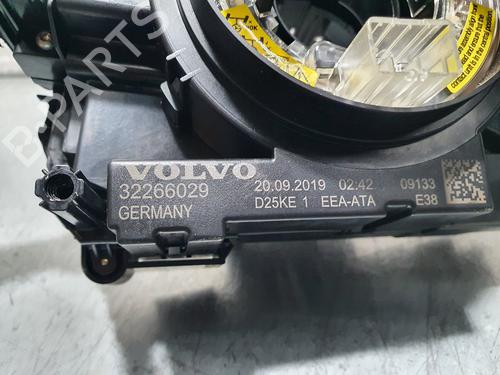 VOLVO
32266029 20.09.2019 02:42 09133
GERMANY D25KE 1 EEA-ATA E38
B-PARTS